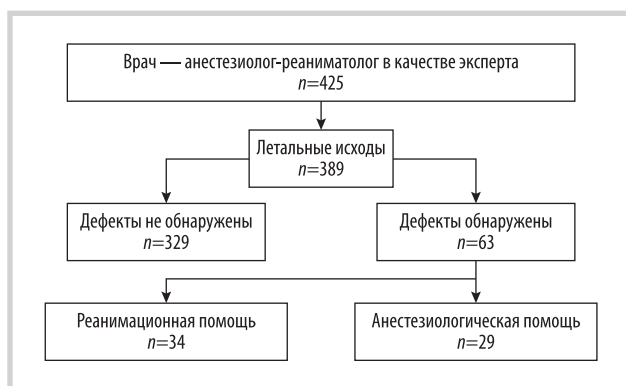 Врач — анестезиолог-реаниматолог в качестве эксперта
n=425
Летальные исходы
n=389
Дефекты не обнаружены
n=329
Дефекты обнаружены
n=63
Реанимационная помощь
n=34
Анестезиологическая помощь
n=29